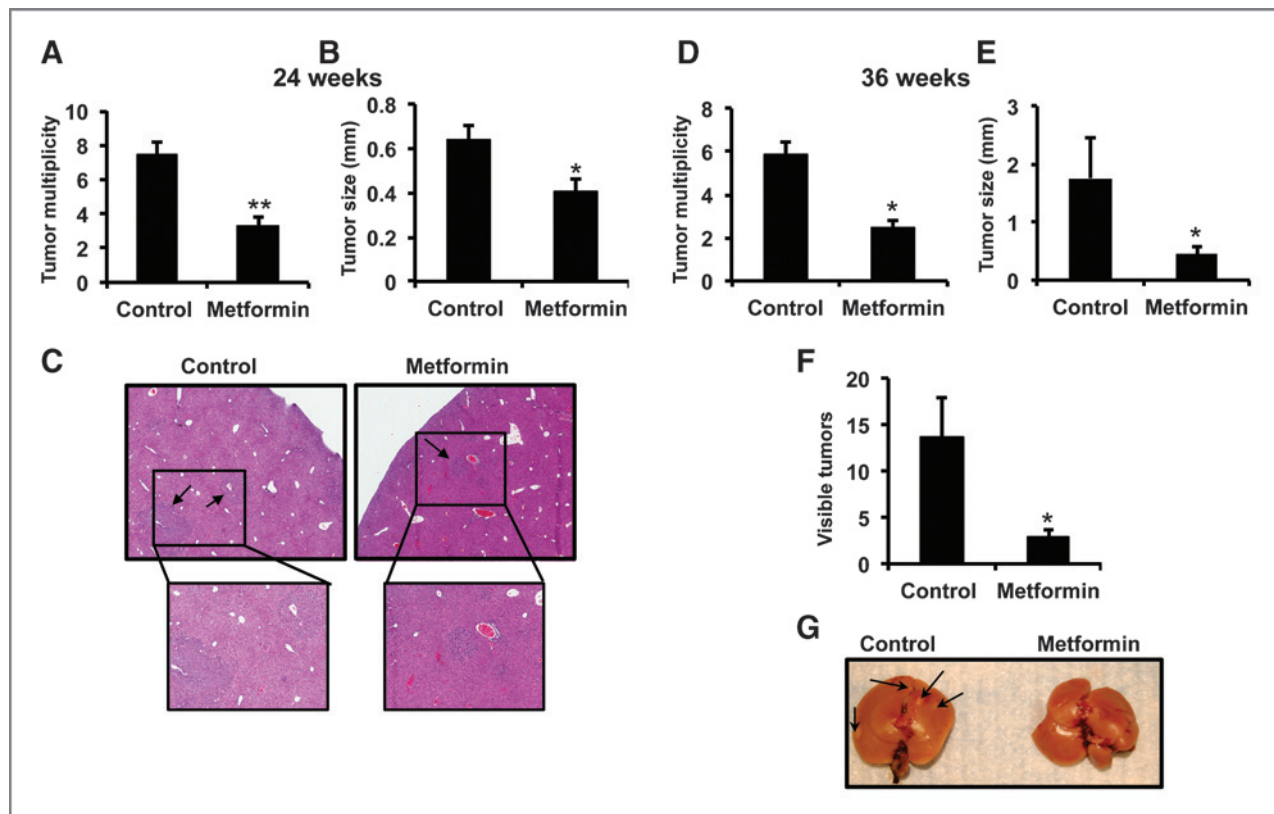 A
B
24 weeks
Tumor multiplicity
10
8
6
4
2
0
Control Metformin
**
Tumor size (mm)
0.8
0.6
0.4
0.2
0
Control Metformin
*
D
E
36 weeks
Tumor multiplicity
8
6
4
2
0
Control Metformin
*
Tumor size (mm)
3
2
1
0
Control Metformin
*
C
Control Metformin
F
Visible tumors
20
15
10
5
0
Control Metformin
*
G
Control Metformin